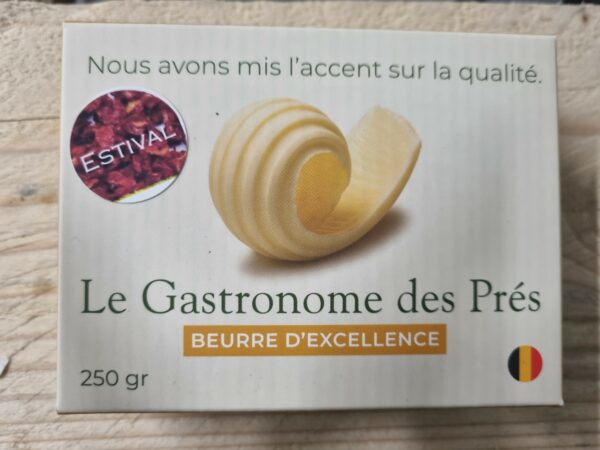 Nous avons mis l'accent sur la qualité.
ESTIVAL
Le Gastronome des Prés
BEURRE D'EXCELLENCE
250 gr